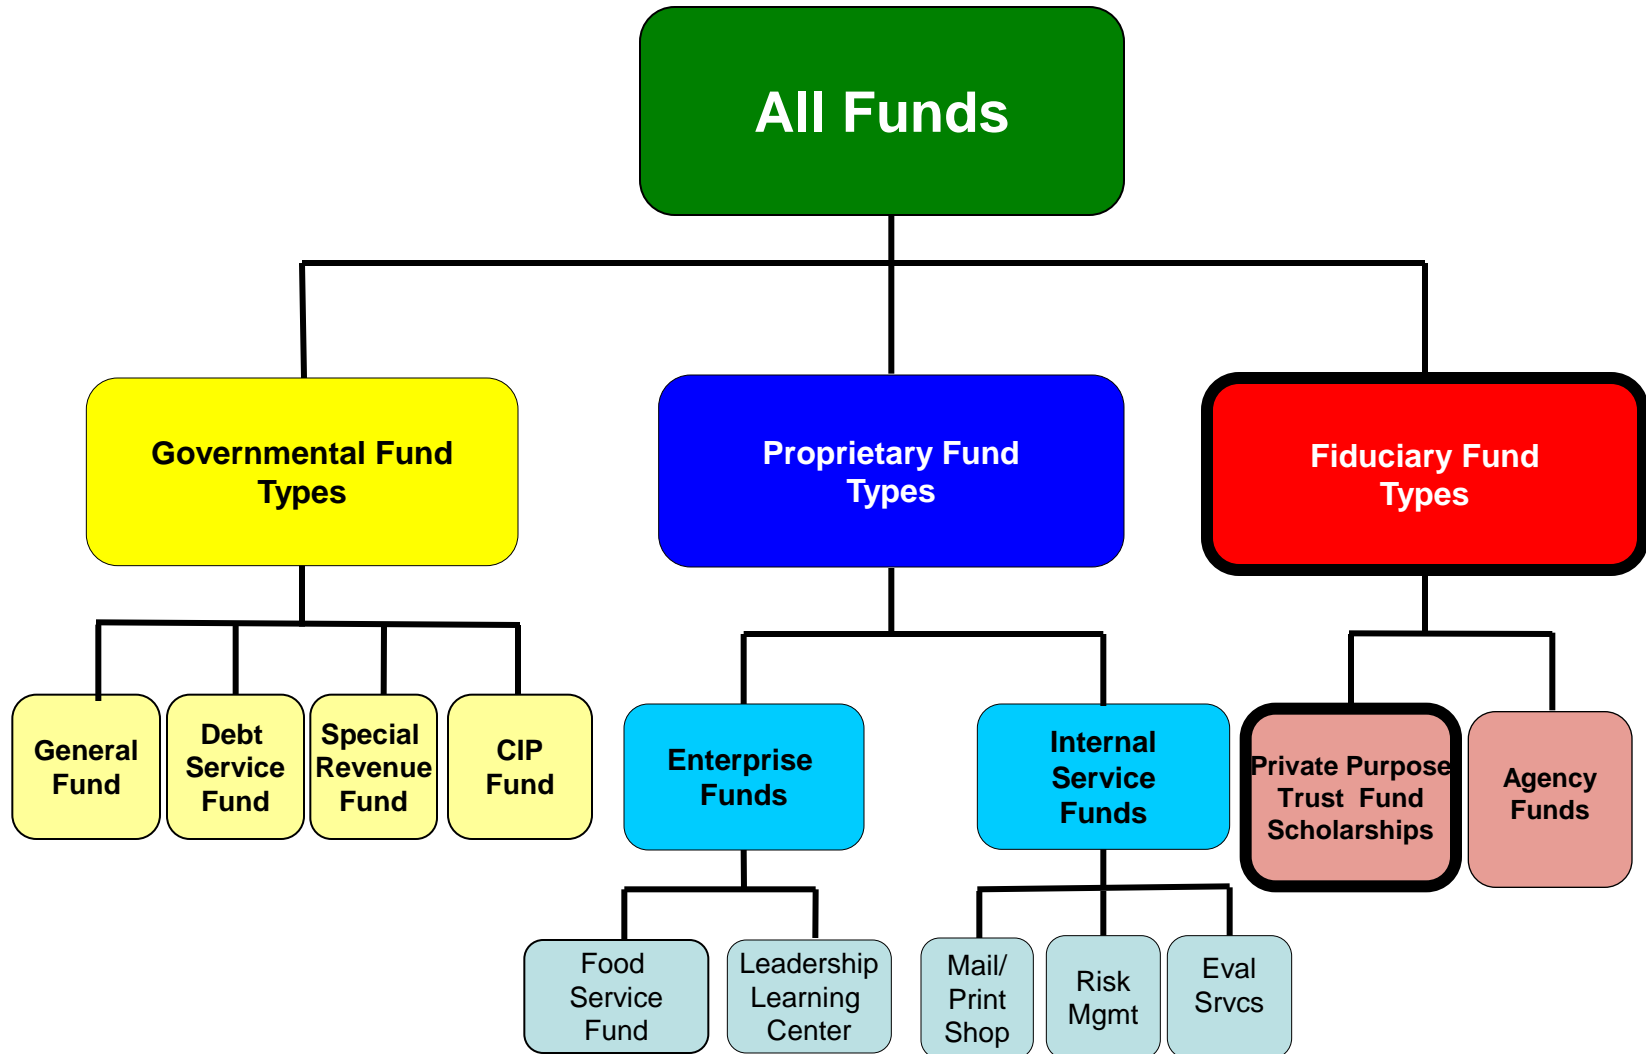 All Funds
Governmental Fund
Types
Proprietary Fund
Types
Fiduciary Fund
Types
General
Fund
Debt
Service
Fund
Special
Revenue
Fund
CIP
Fund
Enterprise
Funds
Internal
Service
Funds
Private Purpose
Trust Fund
Scholarships
Agency
Funds
Food
Service
Fund
Leadership
Learning
Center
Mail/
Print
Shop
Risk
Mgmt
Eval
Srvcs